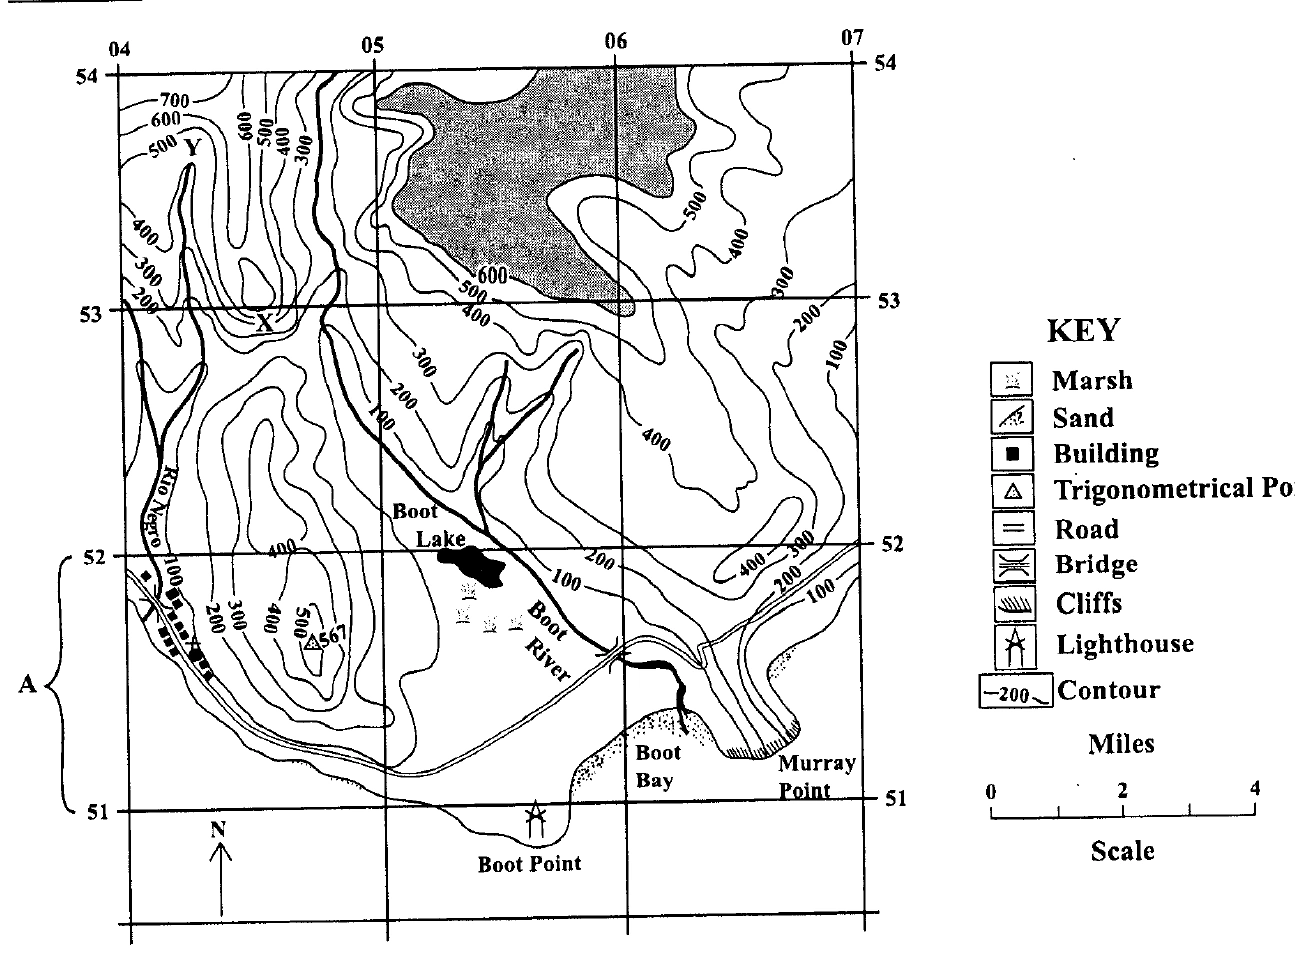 04
05
06
07
54
54
700
600
500
600
500
400
300
Y
500
400
400
300
300
200
600
500
400
200
100
53
53
X
300
200
100
400
Rio Negro
100
Boot
Lake
52
52
400
200
100
400
300
200
100
200
300
400
500
567
Boot
River
A
Boot
Bay
Murray
Point
51
51
N
Boot Point
KEY
Marsh
Sand
Building
Trigonometrical Po
Road
Bridge
Cliffs
Lighthouse
200
Contour
Miles
0
2
4
Scale